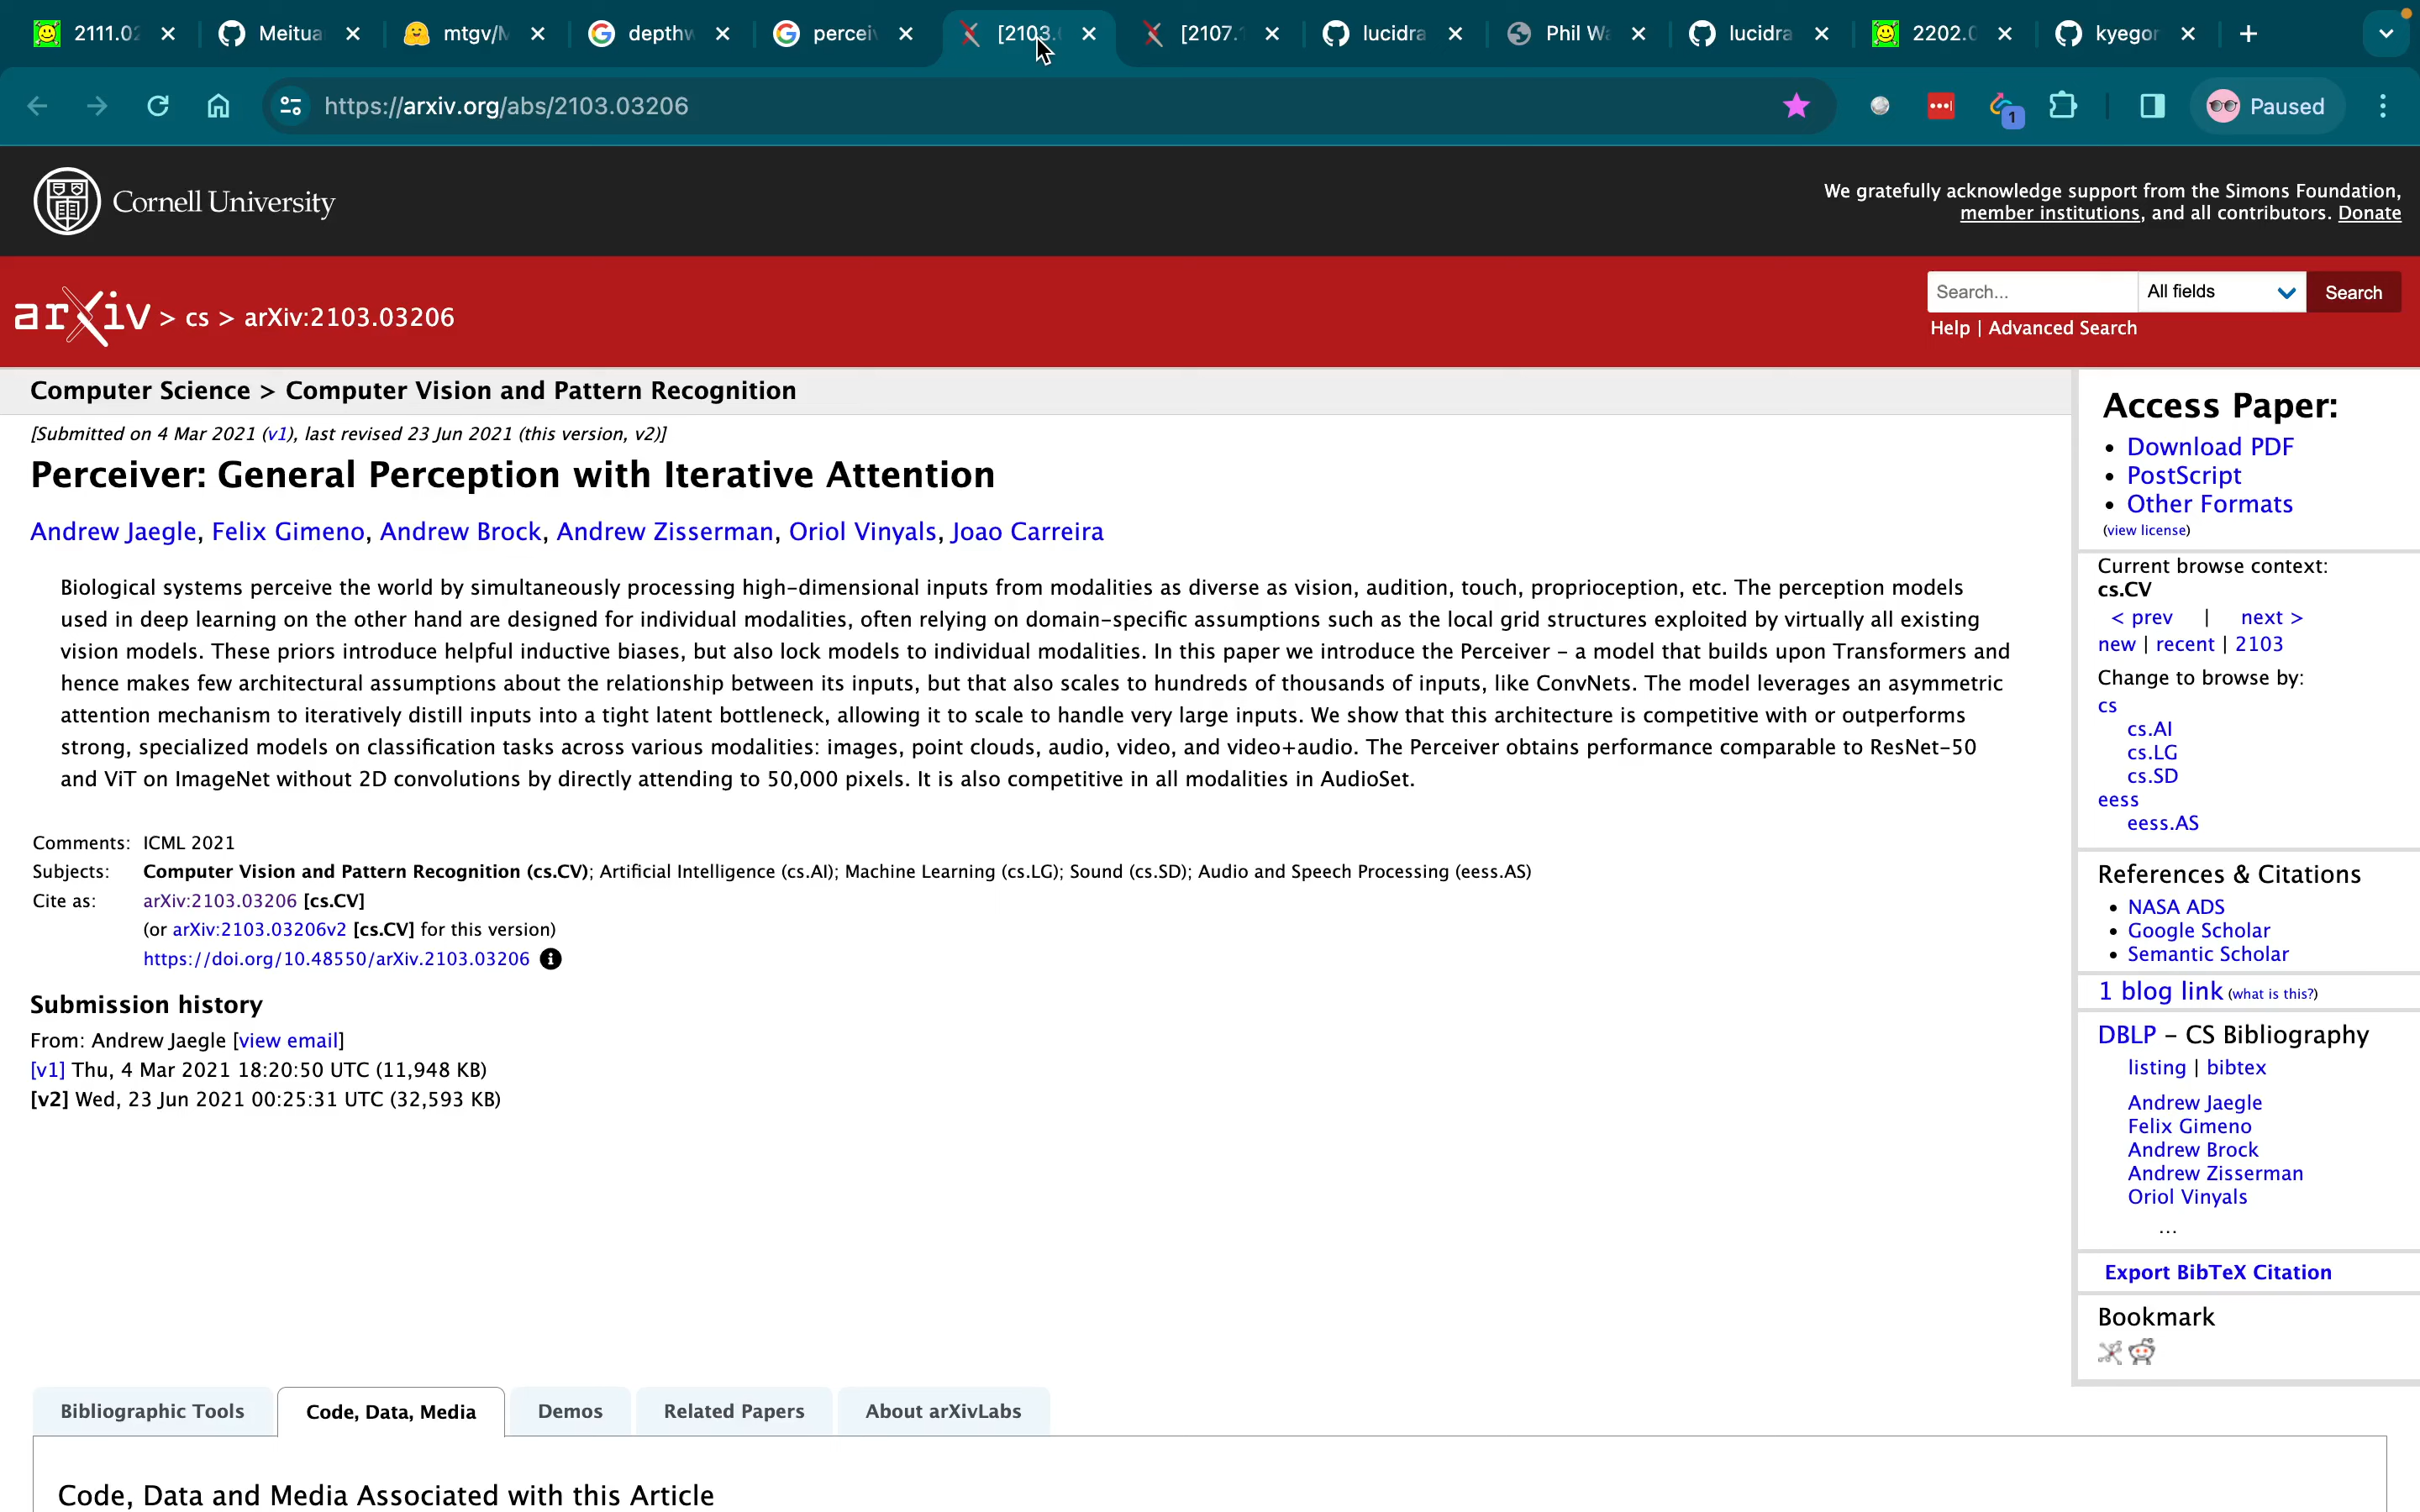 2111.02
Meitua
mtgv/M
depthw
percei
[2103.
[2107.
lucidra
Phil Wa
lucidra
2202.0
kyegor
https://arxiv.org/abs/2103.03206
1
Paused
Cornell University
We gratefully acknowledge support from the Simons Foundation,
member institutions, and all contributors. Donate
arXiv > cs > arXiv:2103.03206
Search...
All fields
Search
Help | Advanced Search
Computer Science > Computer Vision and Pattern Recognition
[Submitted on 4 Mar 2021 (v1), last revised 23 Jun 2021 (this version, v2)]
Perceiver: General Perception with Iterative Attention
Andrew Jaegle, Felix Gimeno, Andrew Brock, Andrew Zisserman, Oriol Vinyals, Joao Carreira
Biological systems perceive the world by simultaneously processing high-dimensional inputs from modalities as diverse as vision, audition, touch, proprioception, etc. The perception models
used in deep learning on the other hand are designed for individual modalities, often relying on domain-specific assumptions such as the local grid structures exploited by virtually all existing
vision models. These priors introduce helpful inductive biases, but also lock models to individual modalities. In this paper we introduce the Perceiver – a model that builds upon Transformers and
hence makes few architectural assumptions about the relationship between its inputs, but that also scales to hundreds of thousands of inputs, like ConvNets. The model leverages an asymmetric
attention mechanism to iteratively distill inputs into a tight latent bottleneck, allowing it to scale to handle very large inputs. We show that this architecture is competitive with or outperforms
strong, specialized models on classification tasks across various modalities: images, point clouds, audio, video, and video+audio. The Perceiver obtains performance comparable to ResNet-50
and ViT on ImageNet without 2D convolutions by directly attending to 50,000 pixels. It is also competitive in all modalities in AudioSet.
Comments: ICML 2021
Subjects: Computer Vision and Pattern Recognition (cs.CV); Artificial Intelligence (cs.AI); Machine Learning (cs.LG); Sound (cs.SD); Audio and Speech Processing (eess.AS)
Cite as: arXiv:2103.03206 [cs.CV]
(or arXiv:2103.03206v2 [cs.CV] for this version)
https://doi.org/10.48550/arXiv.2103.03206
Submission history
From: Andrew Jaegle [view email]
[v1] Thu, 4 Mar 2021 18:20:50 UTC (11,948 KB)
[v2] Wed, 23 Jun 2021 00:25:31 UTC (32,593 KB)
Access Paper:
Download PDF
PostScript
Other Formats
(view license)
Current browse context:
cs.CV
< prev | next >
new | recent | 2103
Change to browse by:
cs
cs.AI
cs.LG
cs.SD
eess
eess.AS
References & Citations
NASA ADS
Google Scholar
Semantic Scholar
1 blog link (what is this?)
DBLP – CS Bibliography
listing | bibtex
Andrew Jaegle
Felix Gimeno
Andrew Brock
Andrew Zisserman
Oriol Vinyals
...
Export BibTeX Citation
Bookmark
Bibliographic Tools
Code, Data, Media
Demos
Related Papers
About arXivLabs
Code, Data and Media Associated with this Article